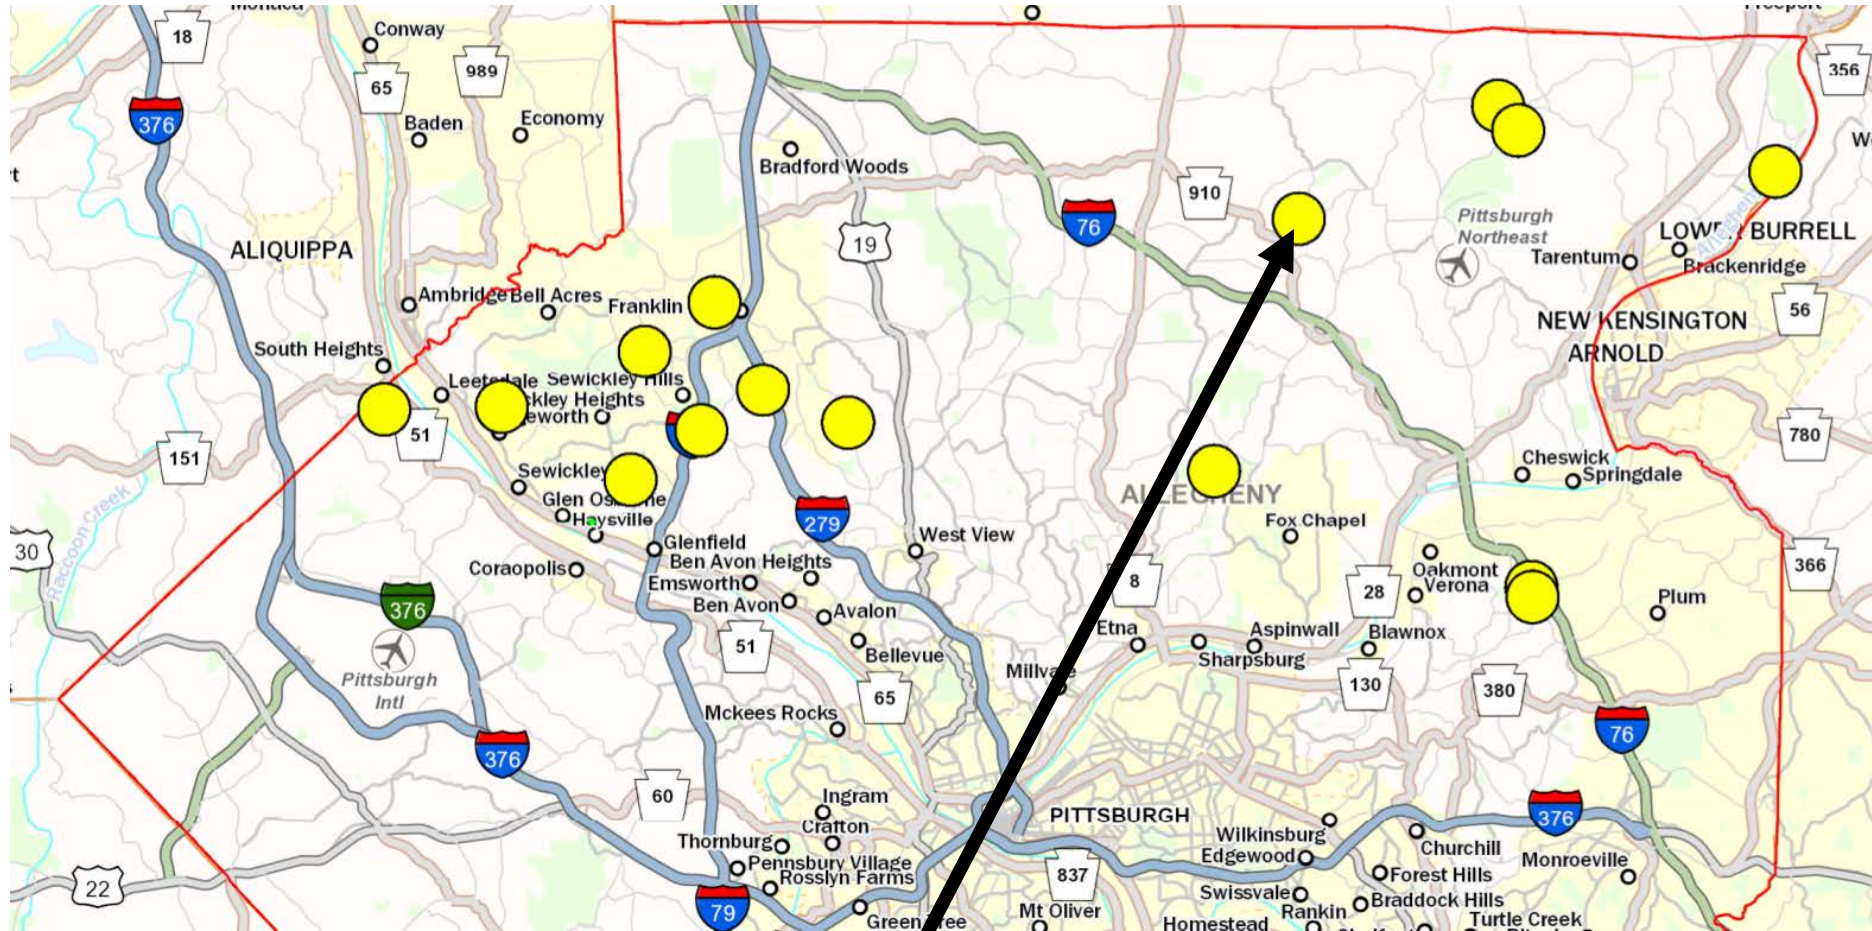 Conway
18
65
989
376
Baden
Economy
356
Bradford Woods
910
76
19
Pittsburgh
Northeast
LOWER BURRELL
Tarentum
Brackenridge
ALIQUIPPA
Ambridge
Bell Acres
Franklin
56
NEW KENSINGTON
ARNOLD
South Heights
Leetsdale
Sewickley Hills
51
151
780
Sewickley
Cheswick
Springdale
Raccoon Creek
Haysville
ALLEGHENY
Fox Chapel
279
West View
30
Glenfield
Coraopolis
Ben Avon Heights
Emsworth
Ben Avon
Avalon
8
28
Oakmont
Verona
366
Plum
376
51
Bellevue
Etna
Aspinwall
Blawnox
Sharpsburg
Pittsburgh
Intl
65
130
380
Mckees Rocks
76
376
60
Ingram
Crafton
Thornburg
Pennsbury Village
Rosslyn Farms
PITTSBURGH
Wilkinsburg
Edgewood
376
Churchill
Monroeville
22
79
837
Forest Hills
Swissvale
Braddock Hills
Rankin
Mt Oliver
Turtle Creek
Homestead